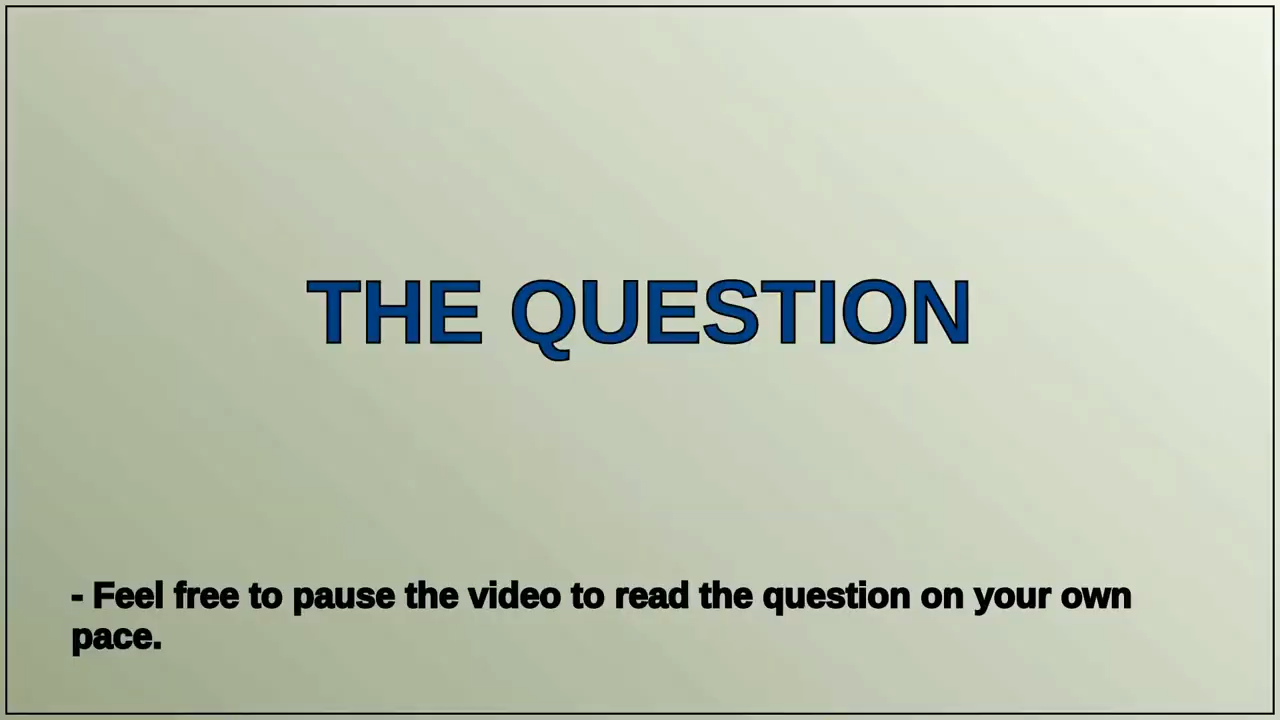 THE QUESTION
- Feel free to pause the video to read the question on your own
pace.